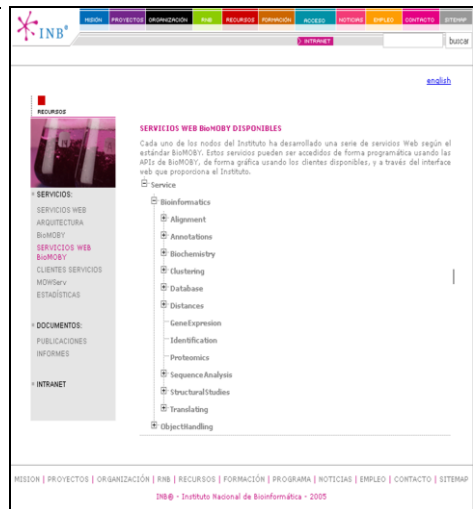 INB®
MISIÓN PROYECTOS ORGANIZACIÓN RNB RECURSOS FORMACIÓN ACCESO NOTICIAS EMPLEO CONTACTO SITEMAP
INTRANET buscar
english
RECURSOS
SERVICIOS WEB BioMOBY DISPONIBLES
Cada uno de los nodos del Instituto ha desarrollado una serie de servicios Web según el
estándar BioMOBY. Estos servicios pueden ser accedidos de forma programática usando las
APIs de BioMOBY, de forma gráfica usando los clientes disponibles, y a través del interface
web que proporciona el Instituto.
SERVICIOS:
SERVICIOS WEB
ARQUITECTURA
BioMOBY
SERVICIOS WEB
BioMOBY
CLIENTES SERVICIOS
MOWServ
ESTADÍSTICAS
DOCUMENTOS:
PUBLICACIONES
INFORMES
INTRANET
Service
Bioinformatics
Alignment
Annotations
Biochemistry
Clustering
Database
Distances
GeneExpresion
Identification
Proteomics
SequenceAnalysis
StructuralStudies
Translating
ObjectHandling
MISION | PROYECTOS | ORGANIZACIÓN | RNB | RECURSOS | FORMACIÓN | PROGRAMA | NOTICIAS | EMPLEO | CONTACTO | SITEMAP
INB® - Instituto Nacional de Bioinformática - 2005